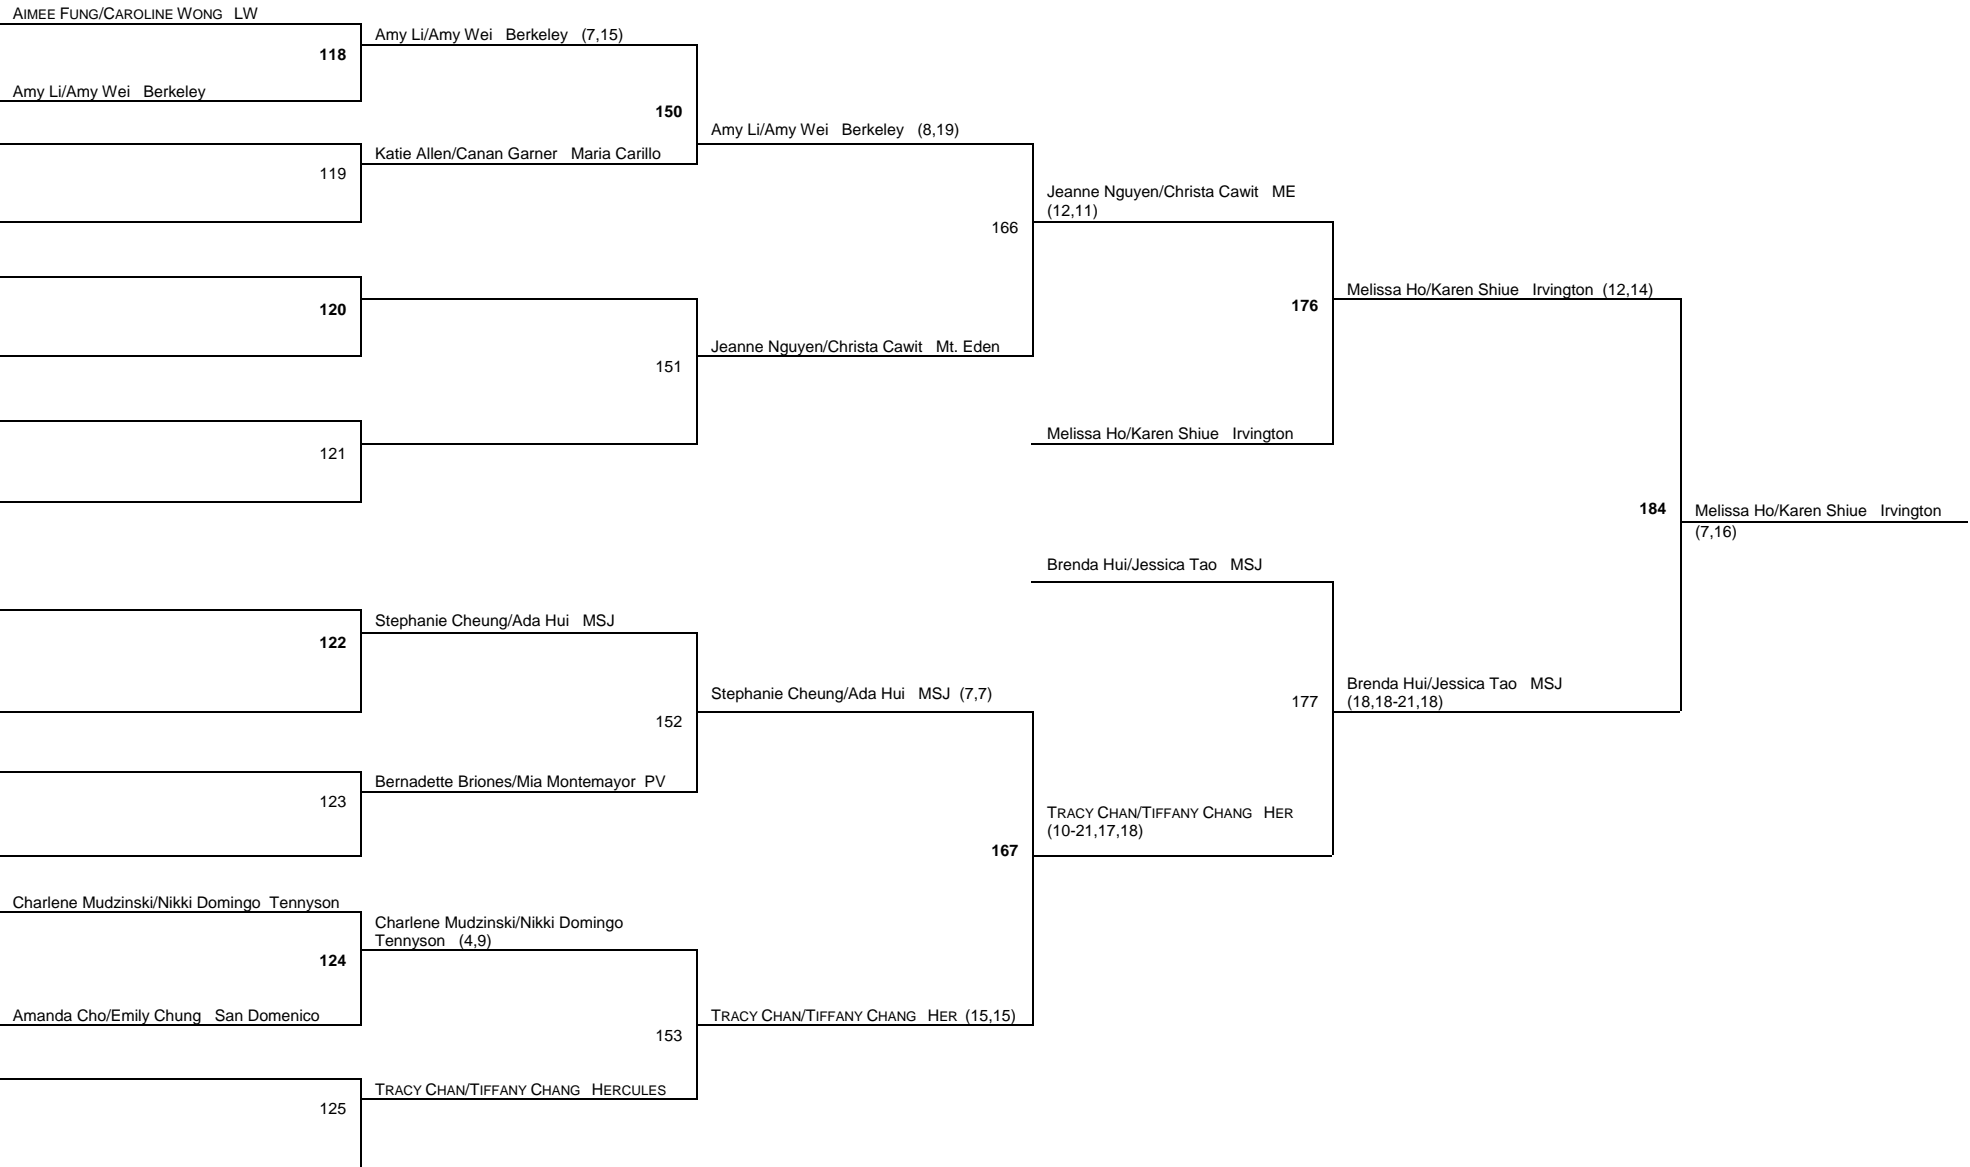 AIMEE FUNG/CAROLINE WONG LW
118
Amy Li/Amy Wei Berkeley
119
120
121
122
123
Charlene Mudzinski/Nikki Domingo Tennyson
124
Amanda Cho/Emily Chung San Domenico
125
Amy Li/Amy Wei Berkeley (7,15)
150
Katie Allen/Canan Garner Maria Carillo
151
Stephanie Cheung/Ada Hui MSJ
152
Bernadette Briones/Mia Montemayor PV
Charlene Mudzinski/Nikki Domingo
Tennyson (4,9)
153
TRACY CHAN/TIFFANY CHANG HERCULES
Amy Li/Amy Wei Berkeley (8,19)
166
Jeanne Nguyen/Christa Cawit Mt. Eden
Stephanie Cheung/Ada Hui MSJ (7,7)
167
TRACY CHAN/TIFFANY CHANG HER (15,15)
Jeanne Nguyen/Christa Cawit ME
(12,11)
176
Melissa Ho/Karen Shiue Irvington
Brenda Hui/Jessica Tao MSJ
177
TRACY CHAN/TIFFANY CHANG HER
(10-21,17,18)
Melissa Ho/Karen Shiue Irvington (12,14)
184
Brenda Hui/Jessica Tao MSJ
(18,18-21,18)
Melissa Ho/Karen Shiue Irvington
(7,16)